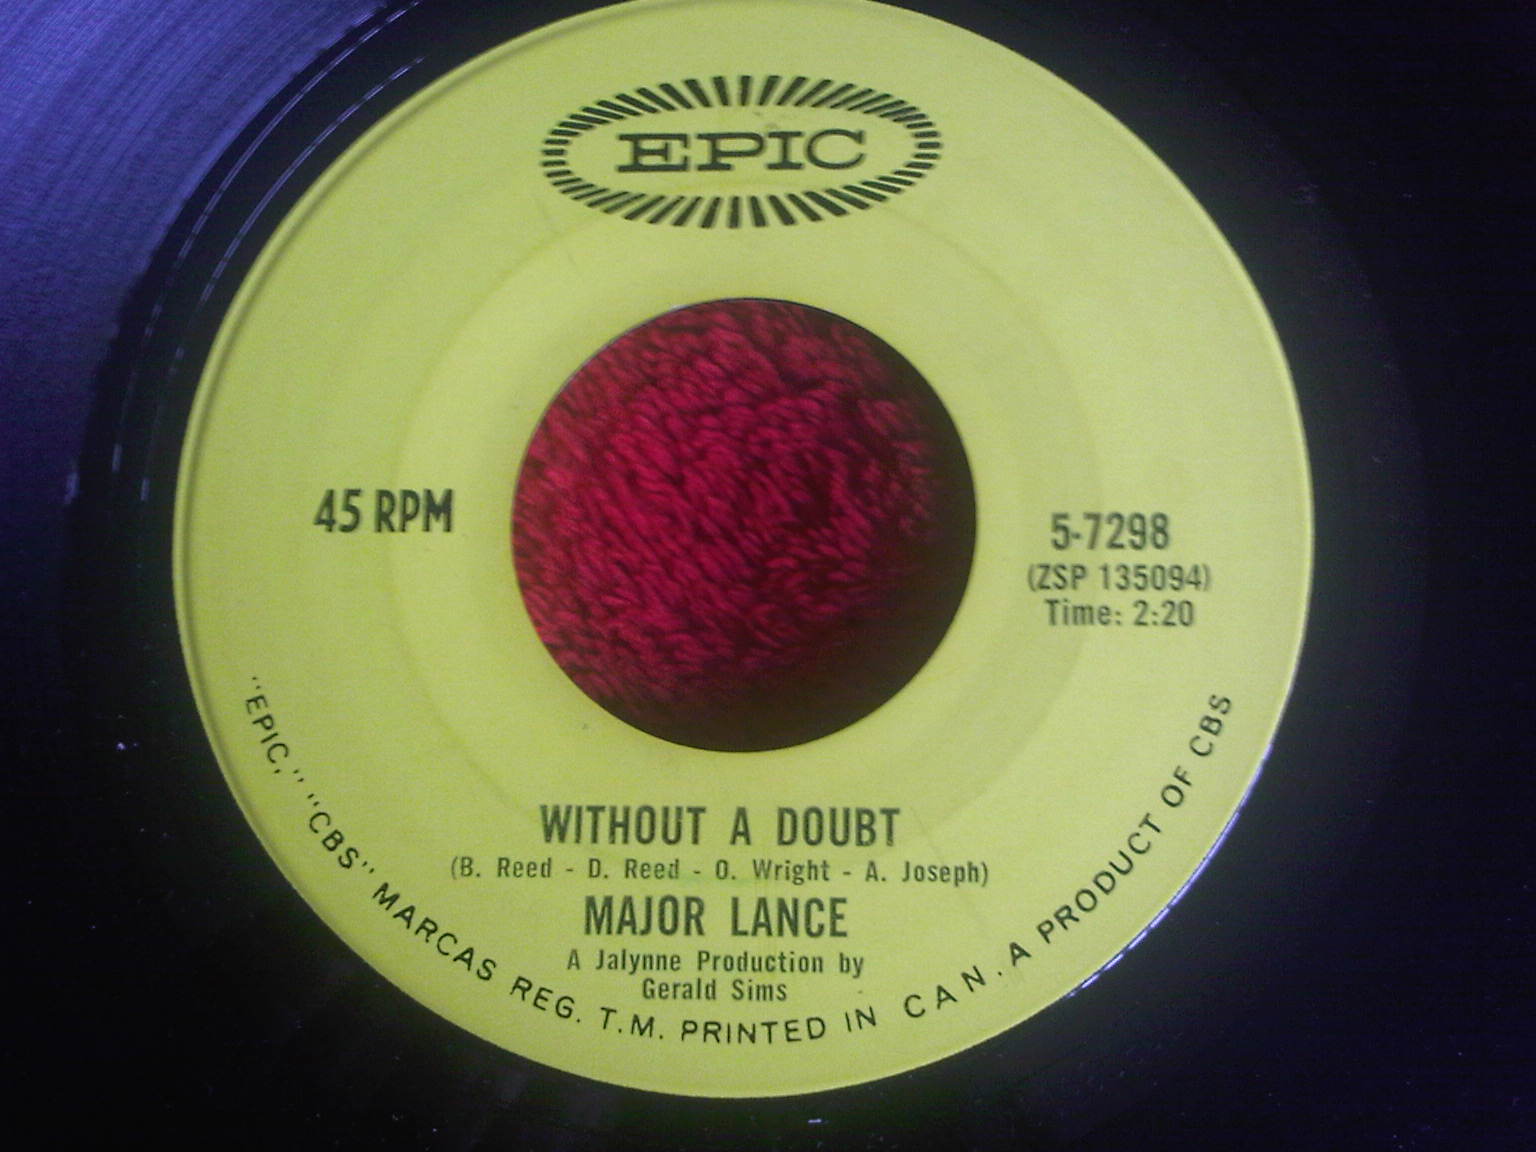 EPIC
45 RPM
5-7298
(ZSP 135094)
Time: 2:20
WITHOUT A DOUBT
(B. Reed - D. Reed - O. Wright - A. Joseph)
MAJOR LANCE
A Jalynne Production by
Gerald Sims
"EPIC," "CBS" MARCAS REG. T.M. PRINTED IN CAN. A PRODUCT OF CBS